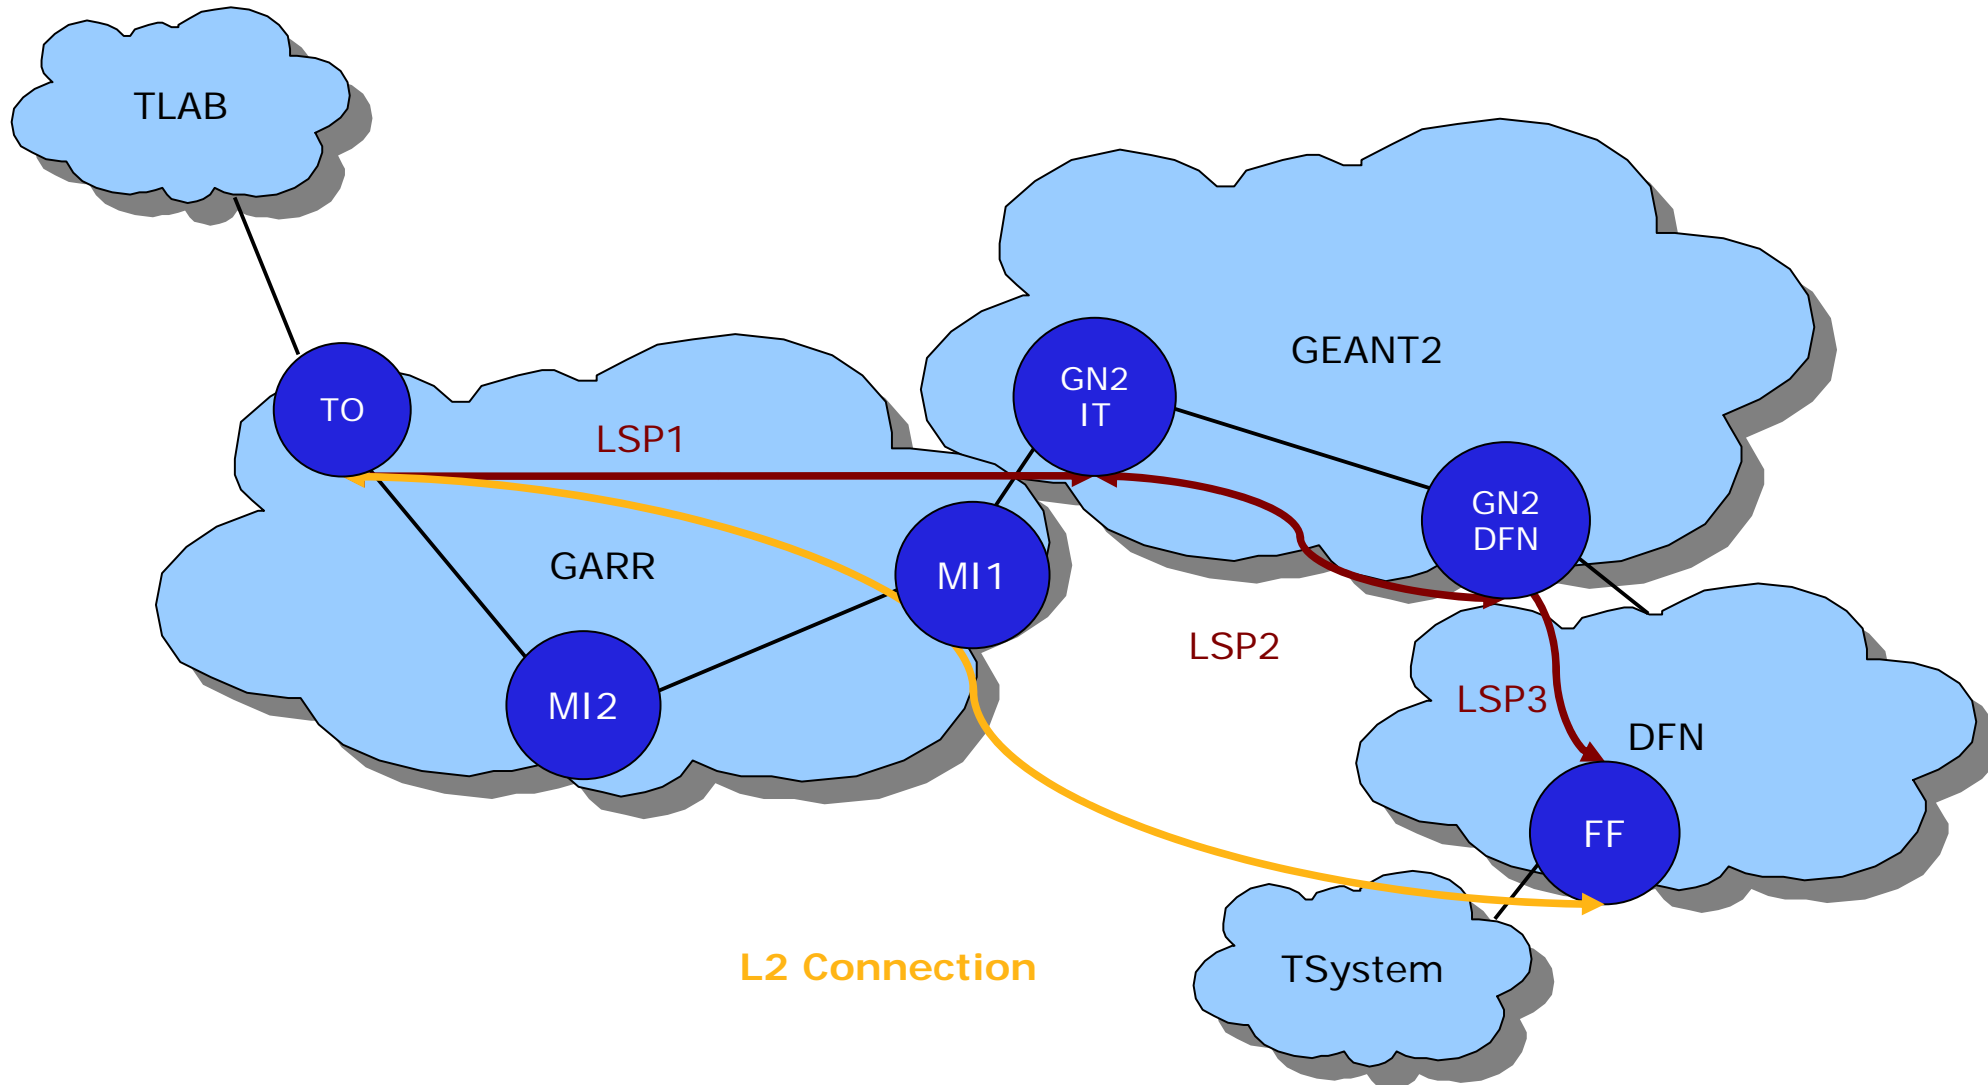 TLAB
GEANT2
GN2
IT
TO
LSP1
GN2
DFN
GARR
MI1
LSP2
LSP3
MI2
DFN
FF
L2 Connection
TSystem